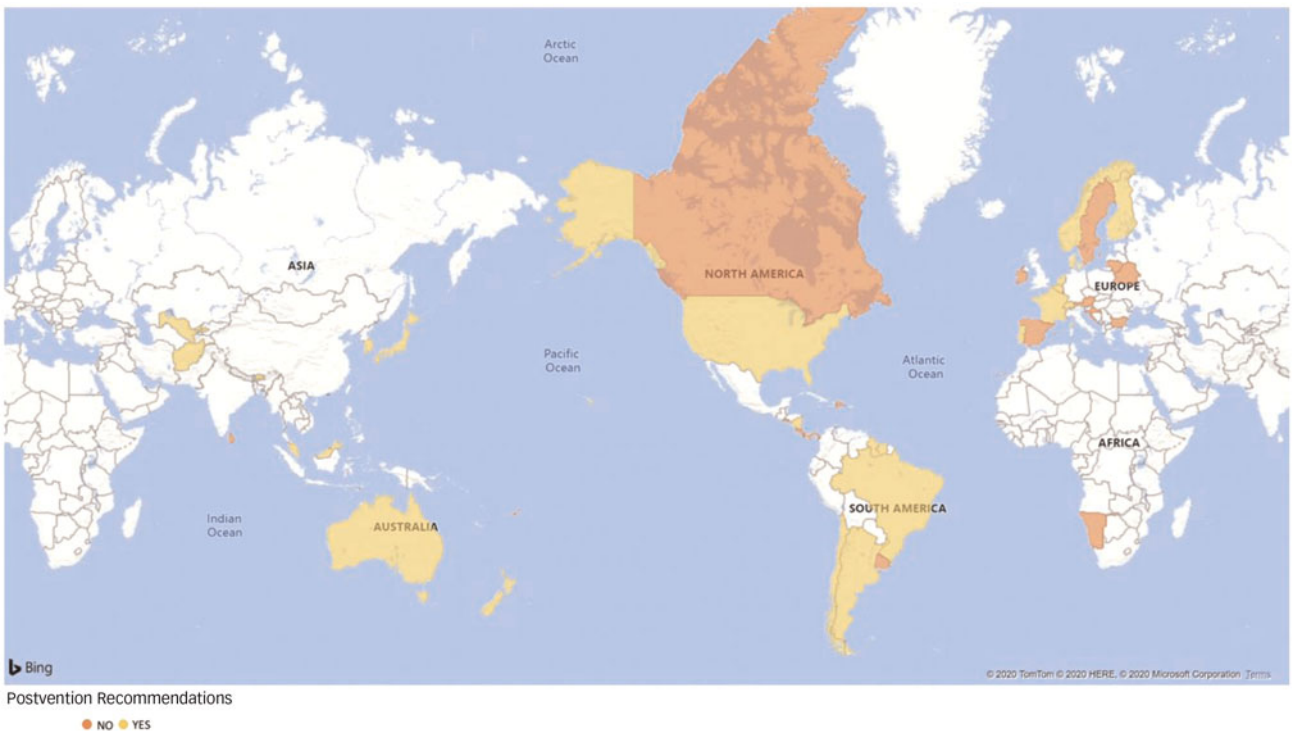 Arctic
Ocean
ASIA
NORTH AMERICA
EUROPE
Pacific
Ocean
Atlantic
Ocean
AFRICA
SOUTH AMERICA
Indian
Ocean
AUSTRALIA
Bing
© 2020 TomTom © 2020 HERE, © 2020 Microsoft Corporation Terms
Postvention Recommendations
NO YES